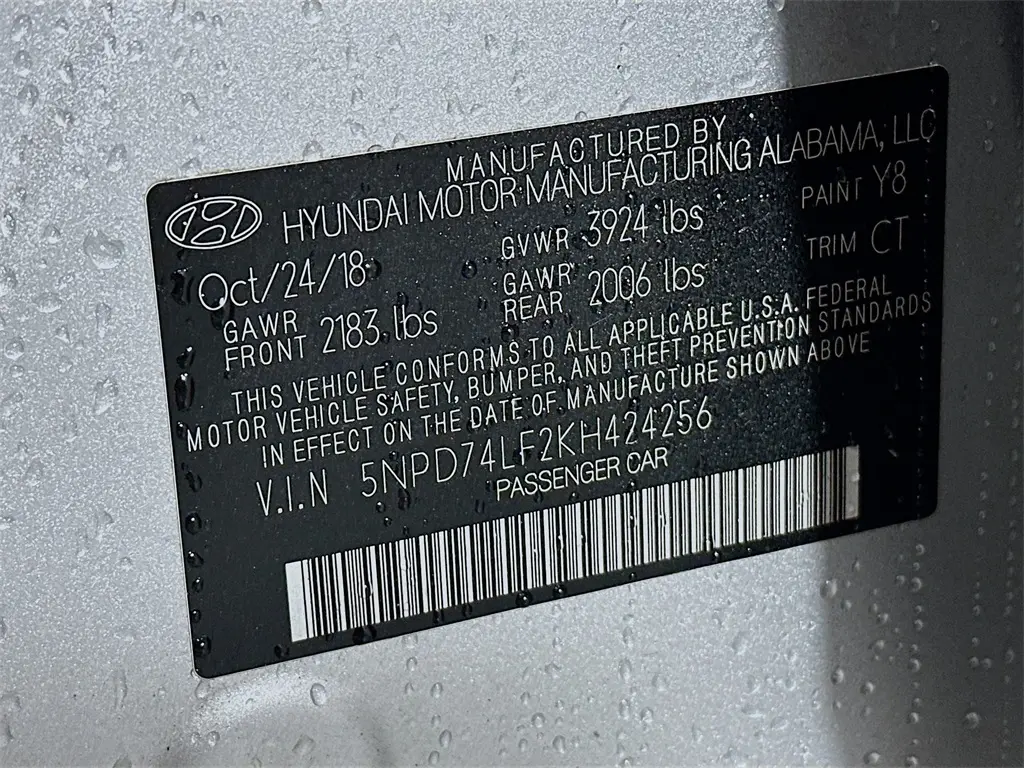 MANUFACTURED BY
HYUNDAI MOTOR MANUFACTURING ALABAMA, LLC
Oct/24/18 GVWR 3924 lbs PAINT Y8
GAWR FRONT 2183 lbs GAWR REAR 2006 lbs TRIM CT
THIS VEHICLE CONFORMS TO ALL APPLICABLE U.S.A. FEDERAL
MOTOR VEHICLE SAFETY, BUMPER, AND THEFT PREVENTION STANDARDS
IN EFFECT ON THE DATE OF MANUFACTURE SHOWN ABOVE
V.I.N 5NPD74LF2KH424256
PASSENGER CAR